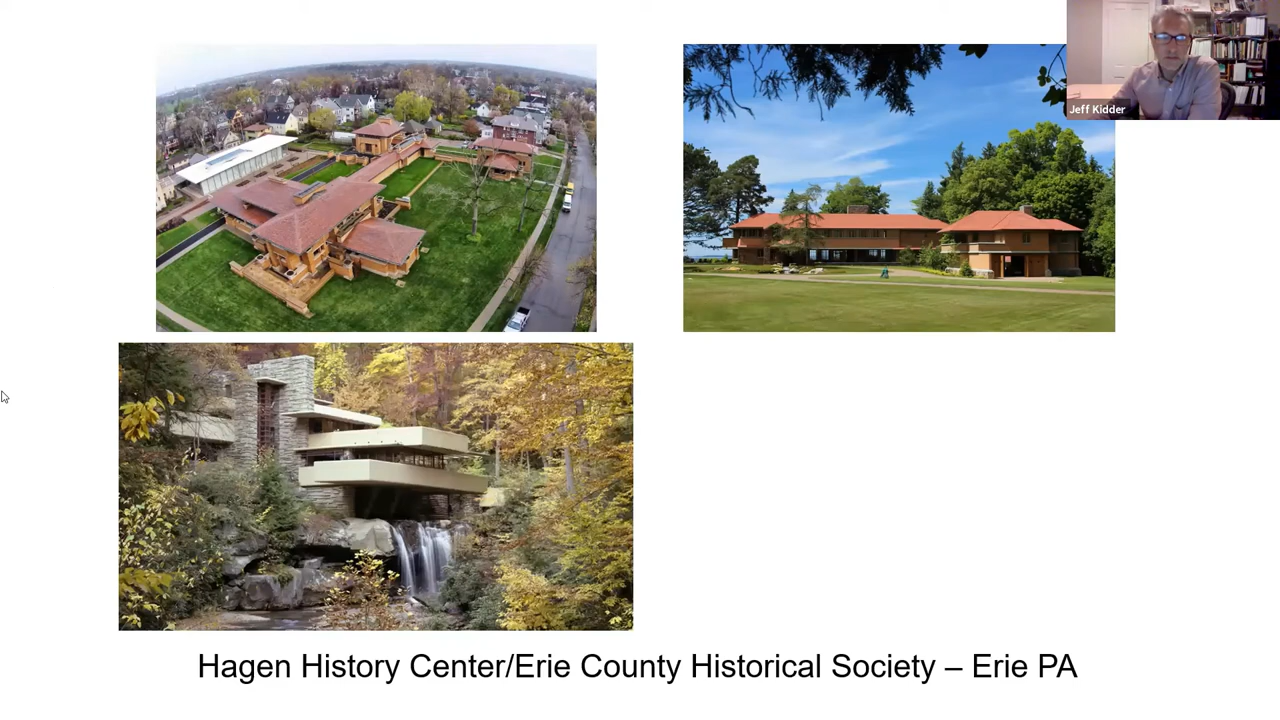 Jeff Kidder
Hagen History Center/Erie County Historical Society – Erie PA